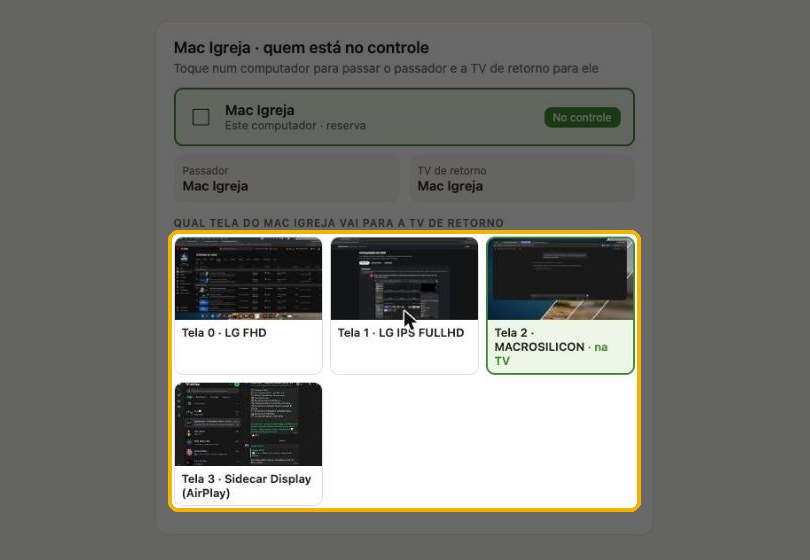 Mac Igreja · quem está no controle
Toque num computador para passar o passador e a TV de retorno para ele
Mac Igreja
Este computador · reserva
No controle
Passador
Mac Igreja
TV de retorno
Mac Igreja
QUAL TELA DO MAC IGREJA VAI PARA A TV DE RETORNO
Tela 0 · LG FHD
Tela 1 · LG IPS FULLHD
Tela 2 ·
MACROSILICON · na
TV
Tela 3 · Sidecar Display
(AirPlay)